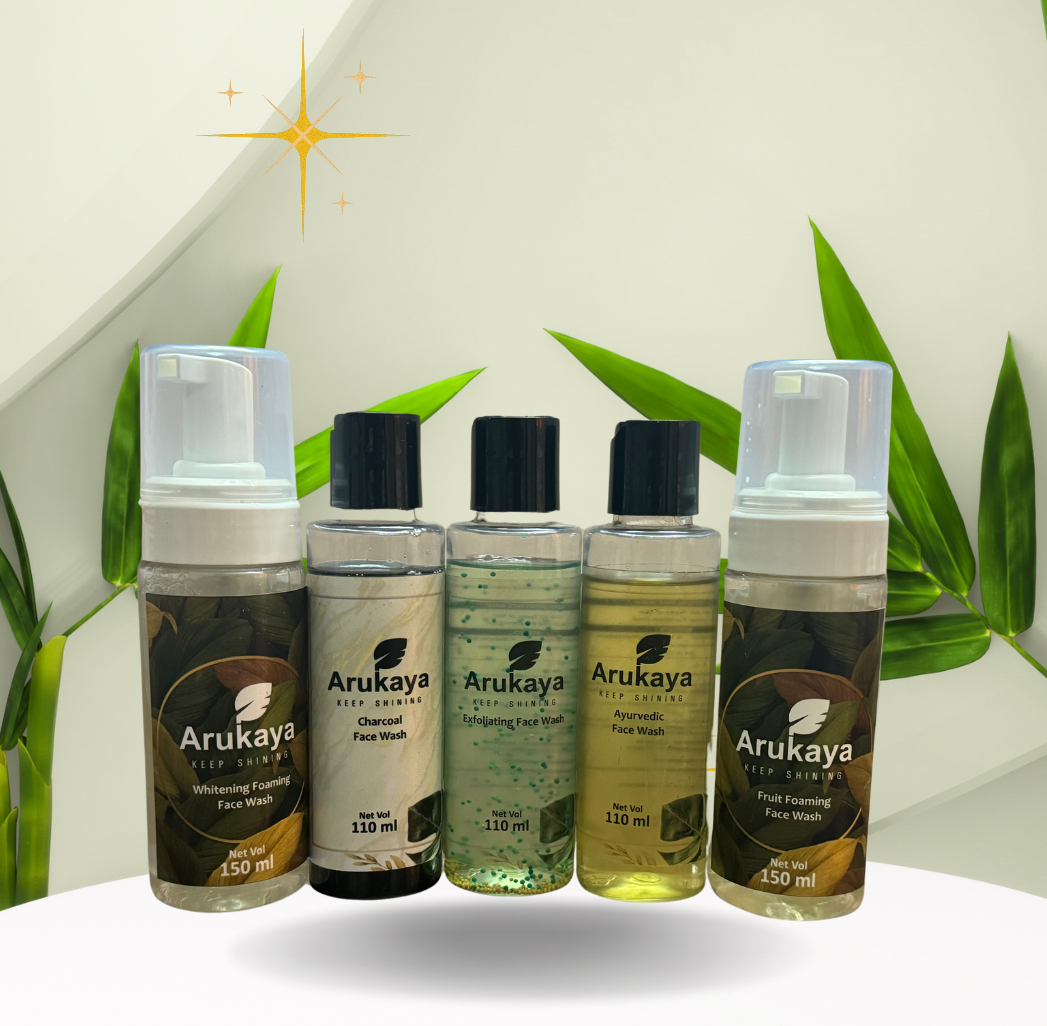 Arukaya
KEEP SHINING
Whitening Foaming
Face Wash
Net Vol
150 ml
Arukaya
KEEP SHINING
Charcoal
Face Wash
Net Vol
110 ml
Arukaya
KEEP SHINING
Exfoliating Face Wash
Net Vol
110 ml
Arukaya
KEEP SHINING
Ayurvedic
Face Wash
Net Vol
110 ml
Arukaya
KEEP SHINING
Fruit Foaming
Face Wash
Net Vol
150 ml